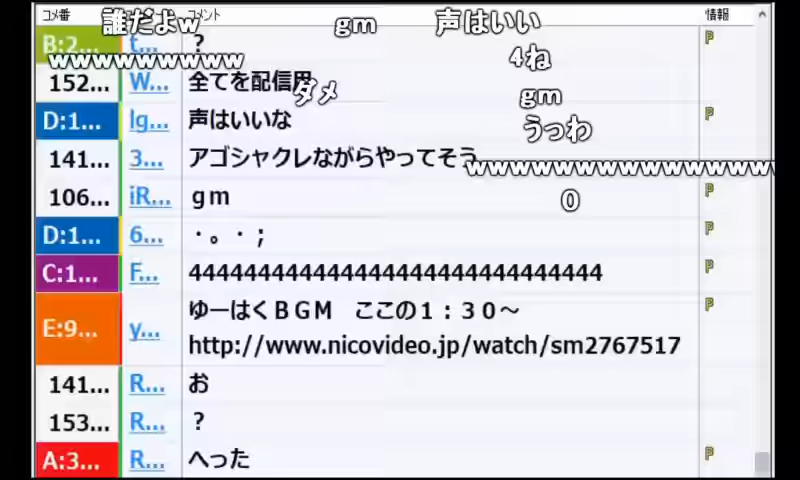 コメ番 コメント 情報
誰だよw gm 声はいい
B:2... t... ? P
wwwwwwwwww 4ね
152... W... 全てを配信思
ダメ gm
D:1... lg... 声はいいな P
うっわ
141... 3... アゴシャクレながらやってそう
wwwwwwwwwwwwwwww
106... iR... gm P
0
D:1... 6... ・。・; P
C:1... F... 444444444444444444444444444444 P
E:9... y... ゆーはくBGM ここの1:30～ P
http://www.nicovideo.jp/watch/sm2767517
141... R... お
153... R... ?
A:3... R... へった P